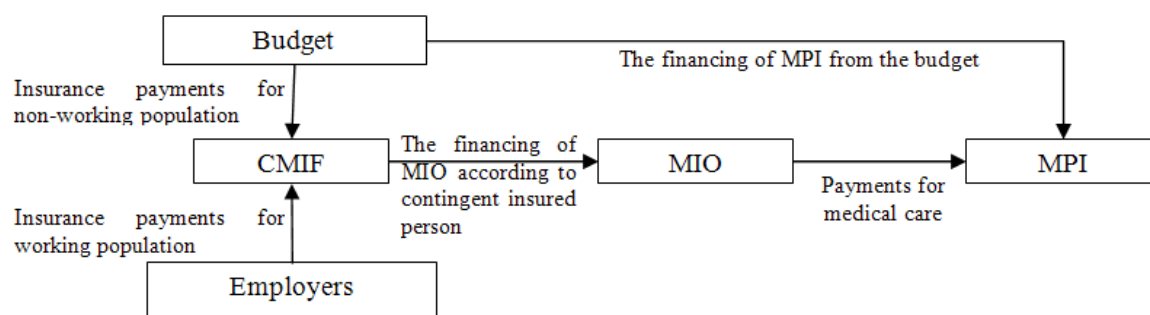 Budget
The financing of MPI from the budget
Insurance payments for
non-working population
CMIF
The financing of
MIO according to
contingent insured
person
MIO
Payments for
medical care
MPI
Insurance payments for
working population
Employers